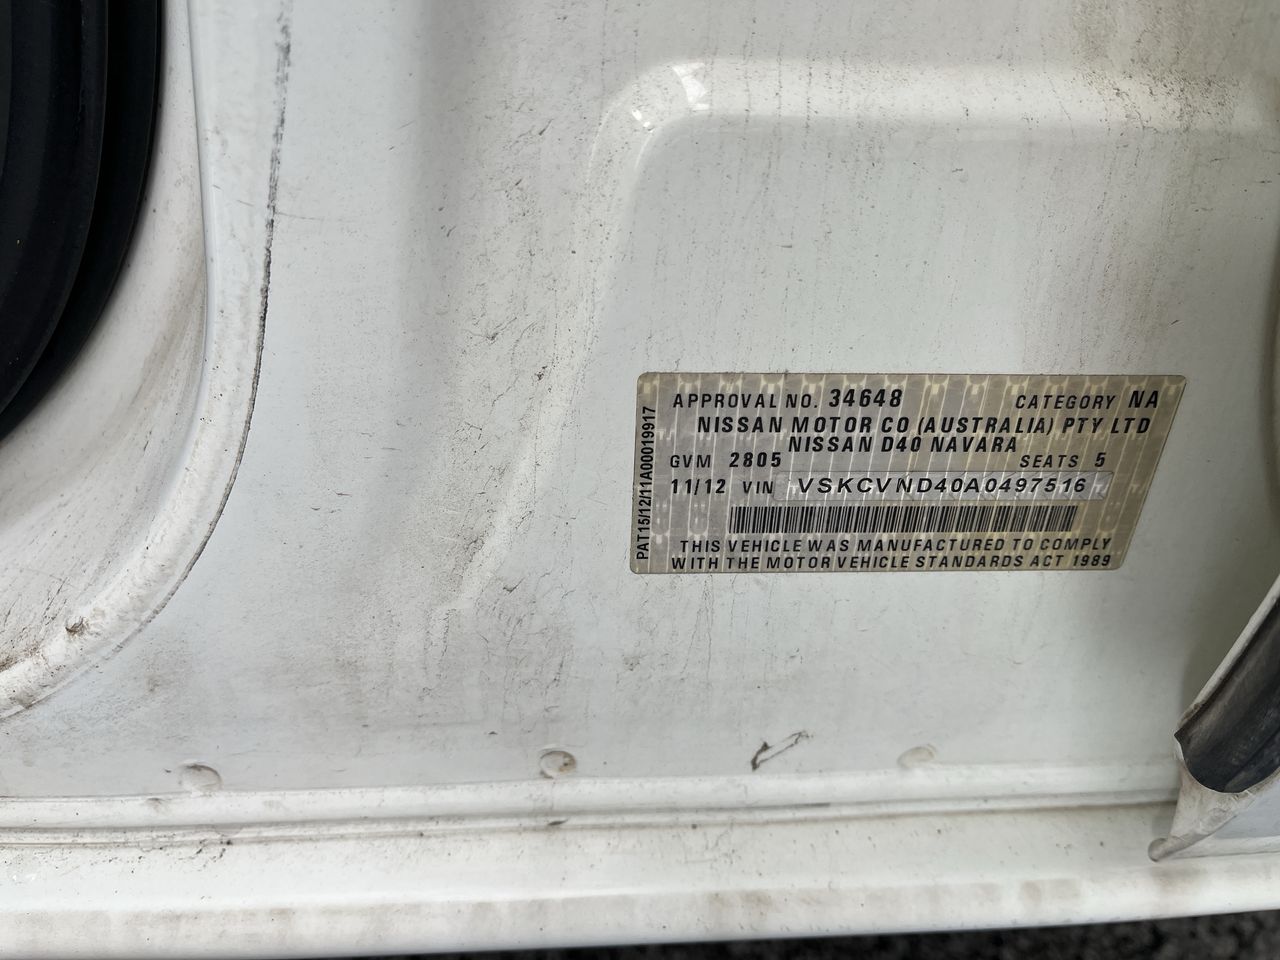 APPROVAL NO. 34648 CATEGORY NA
NISSAN MOTOR CO (AUSTRALIA) PTY LTD
NISSAN D40 NAVARA
GVM 2805 SEATS 5
11/12 VIN VSKCVND40A0497516
THIS VEHICLE WAS MANUFACTURED TO COMPLY
WITH THE MOTOR VEHICLE STANDARDS ACT 1989
PAT15/12/11A00019917